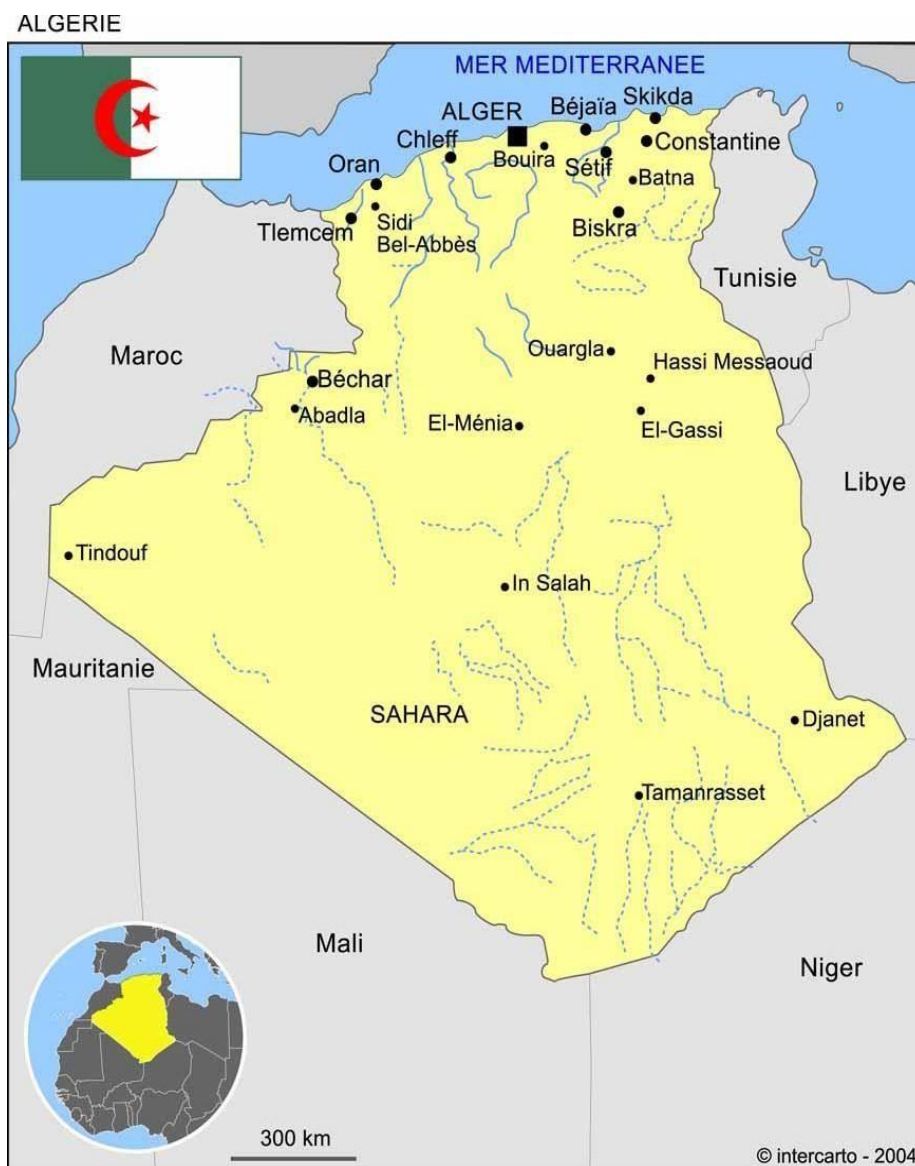 ALGERIE
MER MEDITERRANEE
Skikda
Béjaïa
ALGER
Chleff
Constantine
Bouira
Sétif
Oran
Batna
Tlemcem
Sidi
Bel-Abbès
Biskra
Tunisie
Maroc
Ouargla
Hassi Messaoud
Béchar
Abadla
El-Ménia
El-Gassi
Libye
Tindouf
In Salah
Mauritanie
SAHARA
Djanet
Tamanrasset
Mali
Niger
300 km
© intercarto - 2004